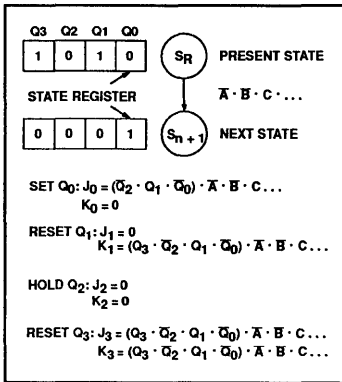 Q3 Q2 Q1 Q0
1 0 1 0 S_R PRESENT STATE
STATE REGISTER A̅ · B̅ · C · ...
0 0 0 1 S_{n + 1} NEXT STATE
SET Q₀: J₀ = (Q̅₂ · Q₁ · Q̅₀) · A̅ · B̅ · C...
K₀ = 0
RESET Q₁: J₁ = 0
K₁ = (Q₃ · Q̅₂ · Q₁ · Q̅₀) · A̅ · B̅ · C...
HOLD Q₂: J₂ = 0
K₂ = 0
RESET Q₃: J₃ = (Q₃ · Q̅₂ · Q₁ · Q̅₀) · A̅ · B̅ · C...
K₃ = (Q₃ · Q̅₂ · Q₁ · Q̅₀) · A̅ · B̅ · C...